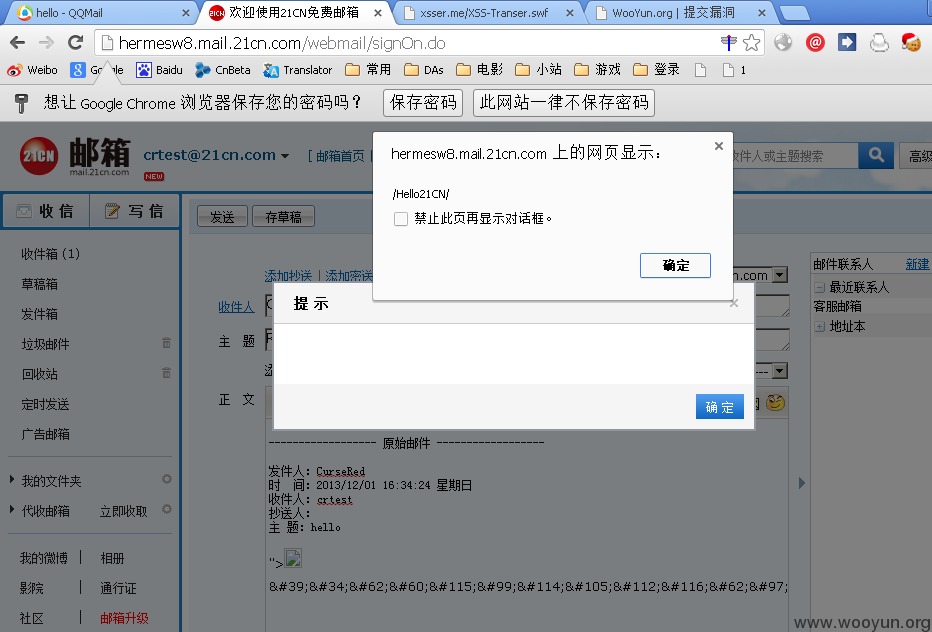 hello - QQMail
欢迎使用21CN免费邮箱
xsser.me/XSS-Transer.swf
WooYun.org | 提交漏洞
hermesw8.mail.21cn.com/webmail/signOn.do
Weibo
Google
Baidu
CnBeta
Translator
常用
DAs
电影
小站
游戏
登录
1
想让 Google Chrome 浏览器保存您的密码吗？
保存密码
此网站一律不保存密码
21CN 邮箱
mail.21cn.com
NEW
crtest@21cn.com
[ 邮箱首页
件人或主题搜索
高级
hermesw8.mail.21cn.com 上的网页显示：
/Hello21CN/
禁止此页再显示对话框。
确定
收 信
写 信
发送
存草稿
收件箱 (1)
草稿箱
发件箱
垃圾邮件
回收站
定时发送
广告邮箱
我的文件夹
代收邮箱
立即收取
我的微博
相册
影院
通行证
社区
邮箱升级
添加抄送 | 添加密送
n.com
收件人
主 题
正 文
提 示
确 定
邮件联系人
新建
最近联系人
客服邮箱
地址本
------------------ 原始邮件 ------------------
发件人：CurseRed
时 间：2013/12/01 16:34:24 星期日
收件人：crtest
抄送人：
主 题：hello
">
&#39;&#34;&#62;&#60;&#115;&#99;&#114;&#105;&#112;&#116;&#62;&#97;
www.wooyun.org